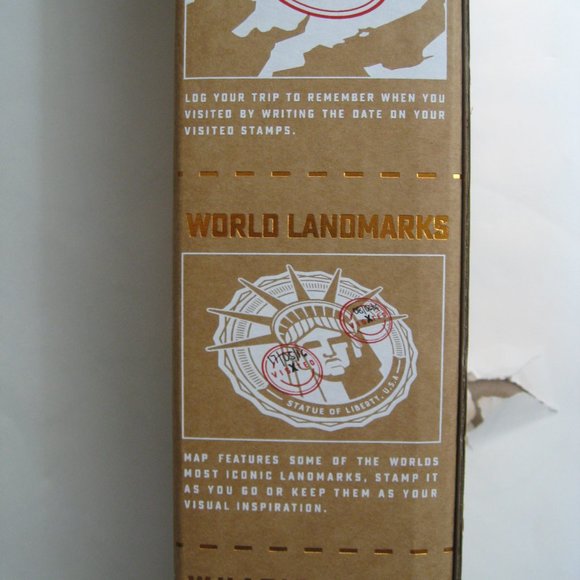 LOG YOUR TRIP TO REMEMBER WHEN YOU
VISITED BY WRITING THE DATE ON YOUR
VISITED STAMPS.
WORLD LANDMARKS
VISITED
STATUE OF LIBERTY, U.S.A
MAP FEATURES SOME OF THE WORLDS
MOST ICONIC LANDMARKS, STAMP IT
AS YOU GO OR KEEP THEM AS YOUR
VISUAL INSPIRATION.